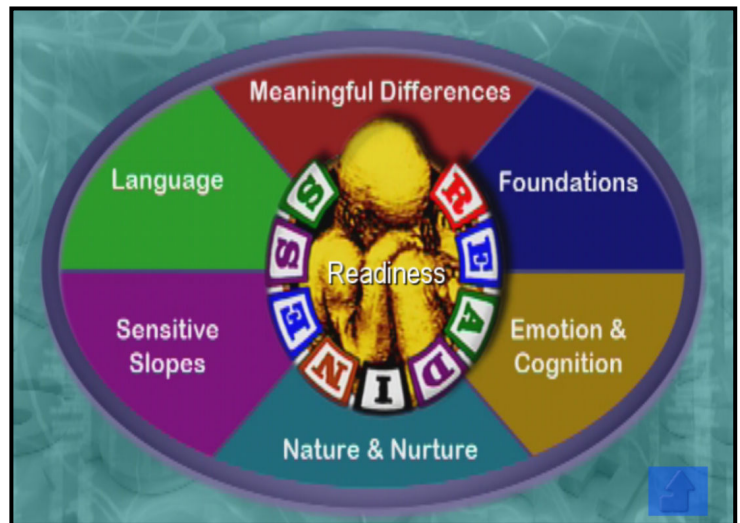 Meaningful Differences
Language
Foundations
READINESS
Readiness
Sensitive
Slopes
Emotion &
Cognition
Nature & Nurture